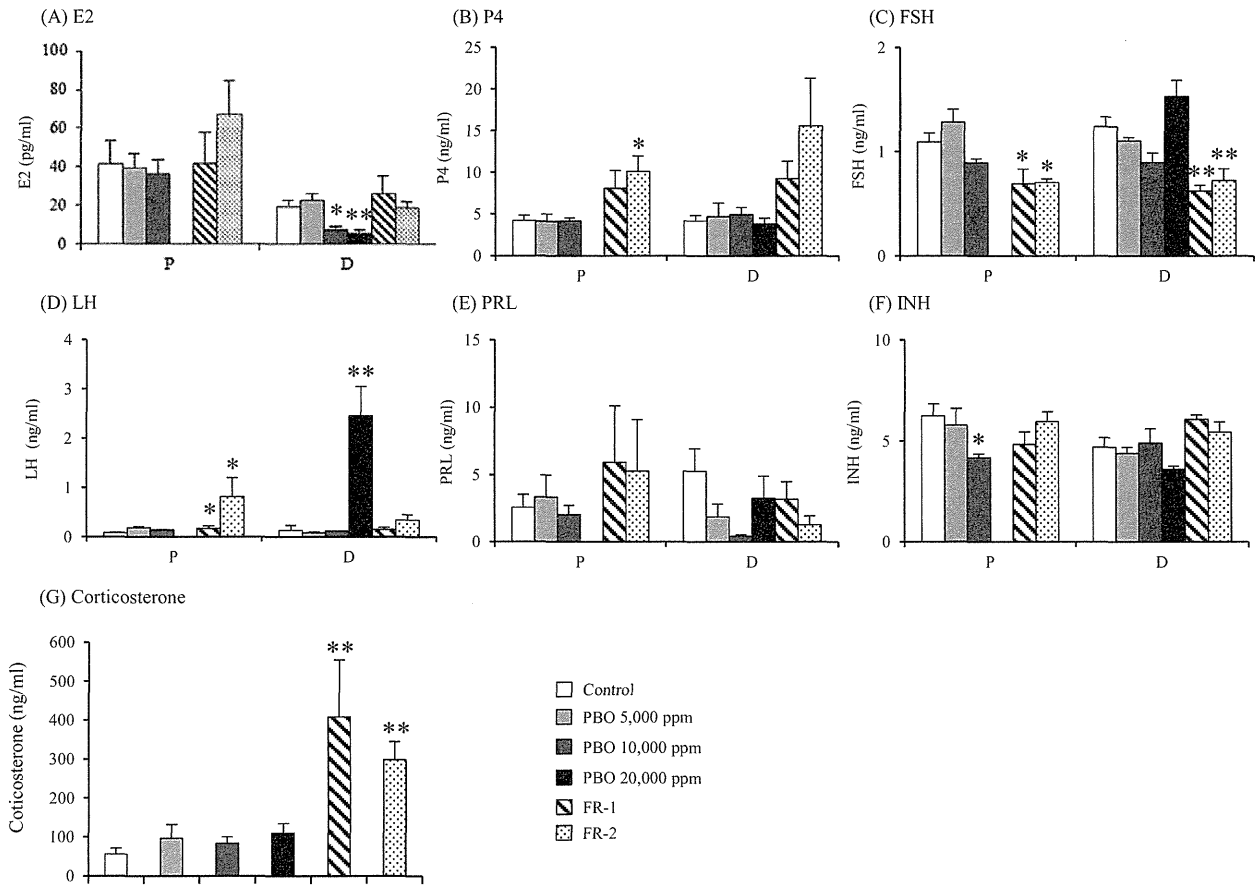 (A) E2
100
80
60
40
20
0
E2 (pg/ml)
* **
P D
(B) P4
25
20
15
10
5
0
P4 (ng/ml)
*
P D
(C) FSH
2
1
0
FSH (ng/ml)
* * ** **
P D
(D) LH
4
3
2
1
0
LH (ng/ml)
* * **
P D
(E) PRL
15
10
5
0
PRL (ng/ml)
P D
(F) INH
10
5
0
INH (ng/ml)
*
P D
(G) Corticosterone
600
500
400
300
200
100
0
Coticosterone (ng/ml)
** **
Control
PBO 5,000 ppm
PBO 10,000 ppm
PBO 20,000 ppm
FR-1
FR-2